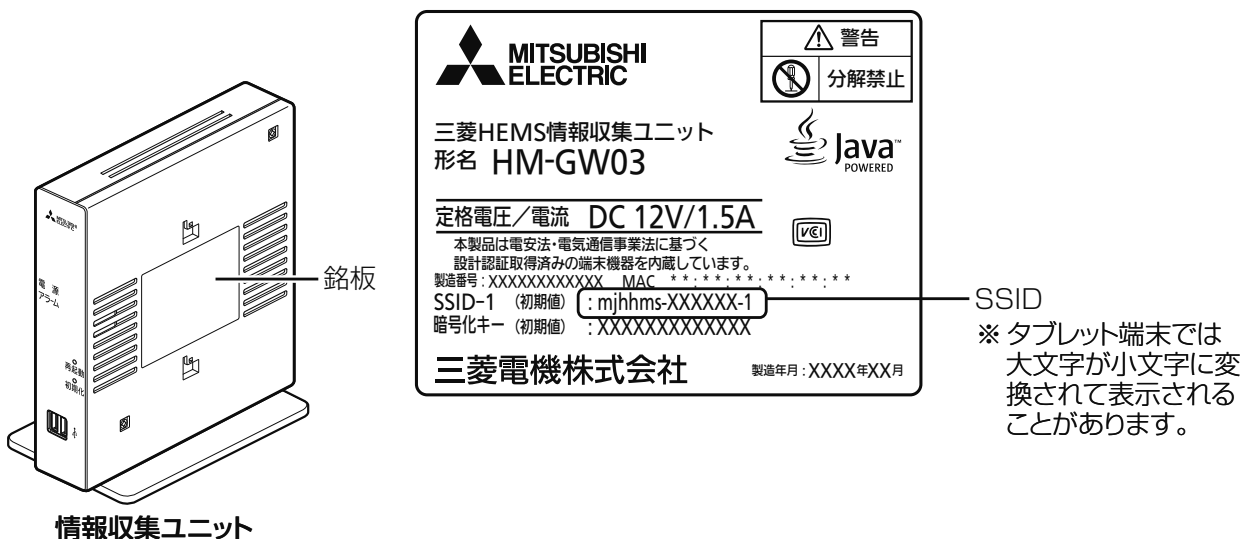 MITSUBISHI
ELECTRIC
電源
アラーム
再起動
初期化
銘板
情報収集ユニット
MITSUBISHI
ELECTRIC
警告
分解禁止
三菱HEMS情報収集ユニット
形名 HM-GW03
Java™
POWERED
定格電圧／電流 DC 12V/1.5A
VCI
本製品は電安法・電気通信事業法に基づく
設計認証取得済みの端末機器を内蔵しています。
製造番号：XXXXXXXXXXXX MAC **:**:**:**:**:**
SSID-1 （初期値） : mjhhms-XXXXXX-1
暗号化キー （初期値） : XXXXXXXXXXXXX
三菱電機株式会社 製造年月：XXXX年XX月
SSID
※ タブレット端末では
大文字が小文字に変
換されて表示される
ことがあります。